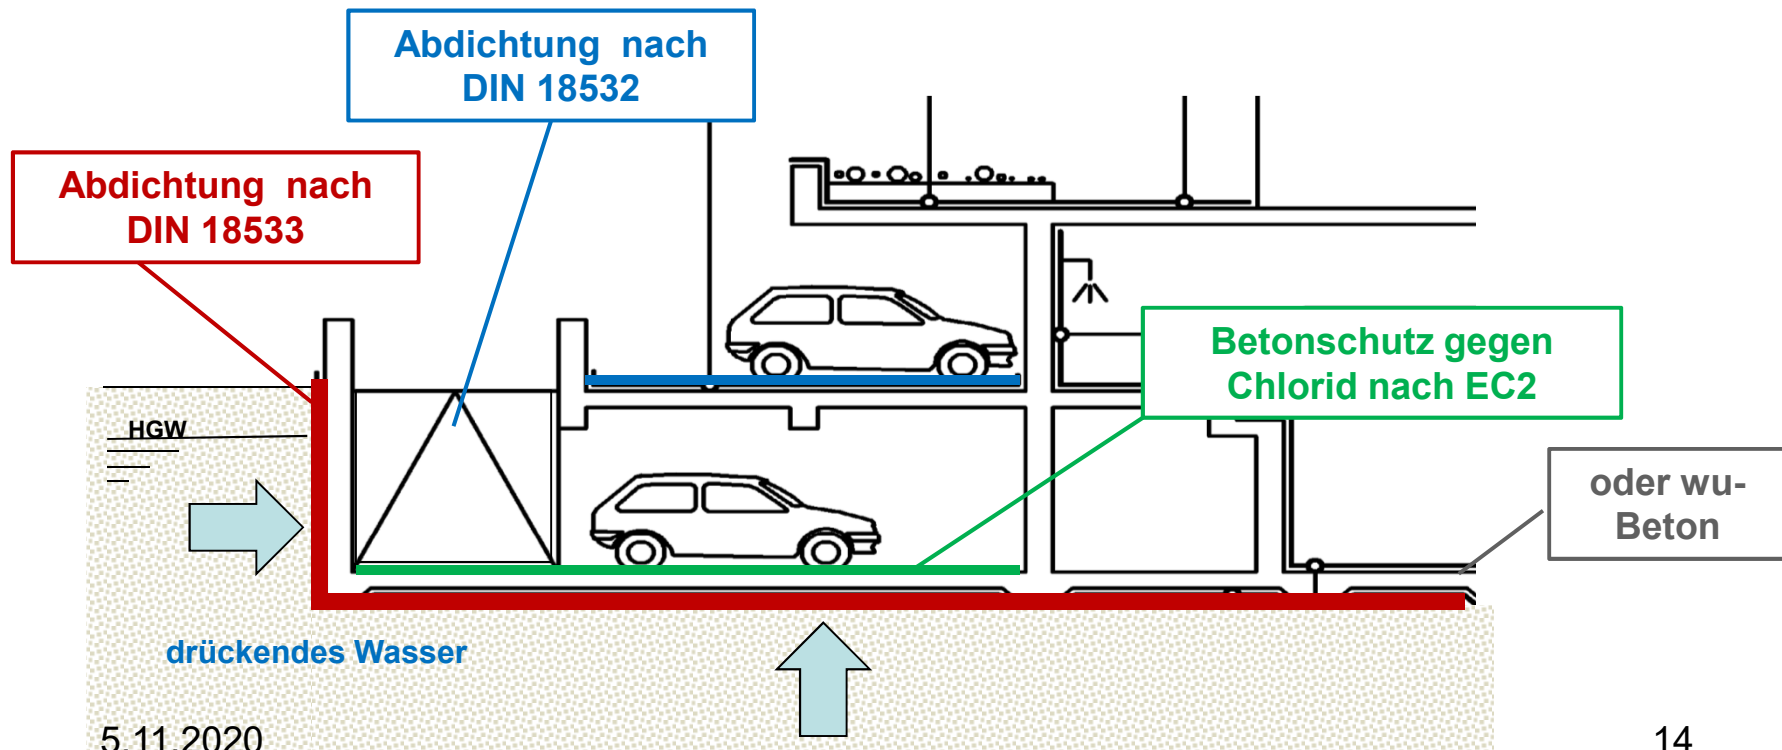 Abdichtung nach
DIN 18532
Abdichtung nach
DIN 18533
Betonschutz gegen
Chlorid nach EC2
HGW
oder wu-
Beton
drückendes Wasser
5.11.2020
14